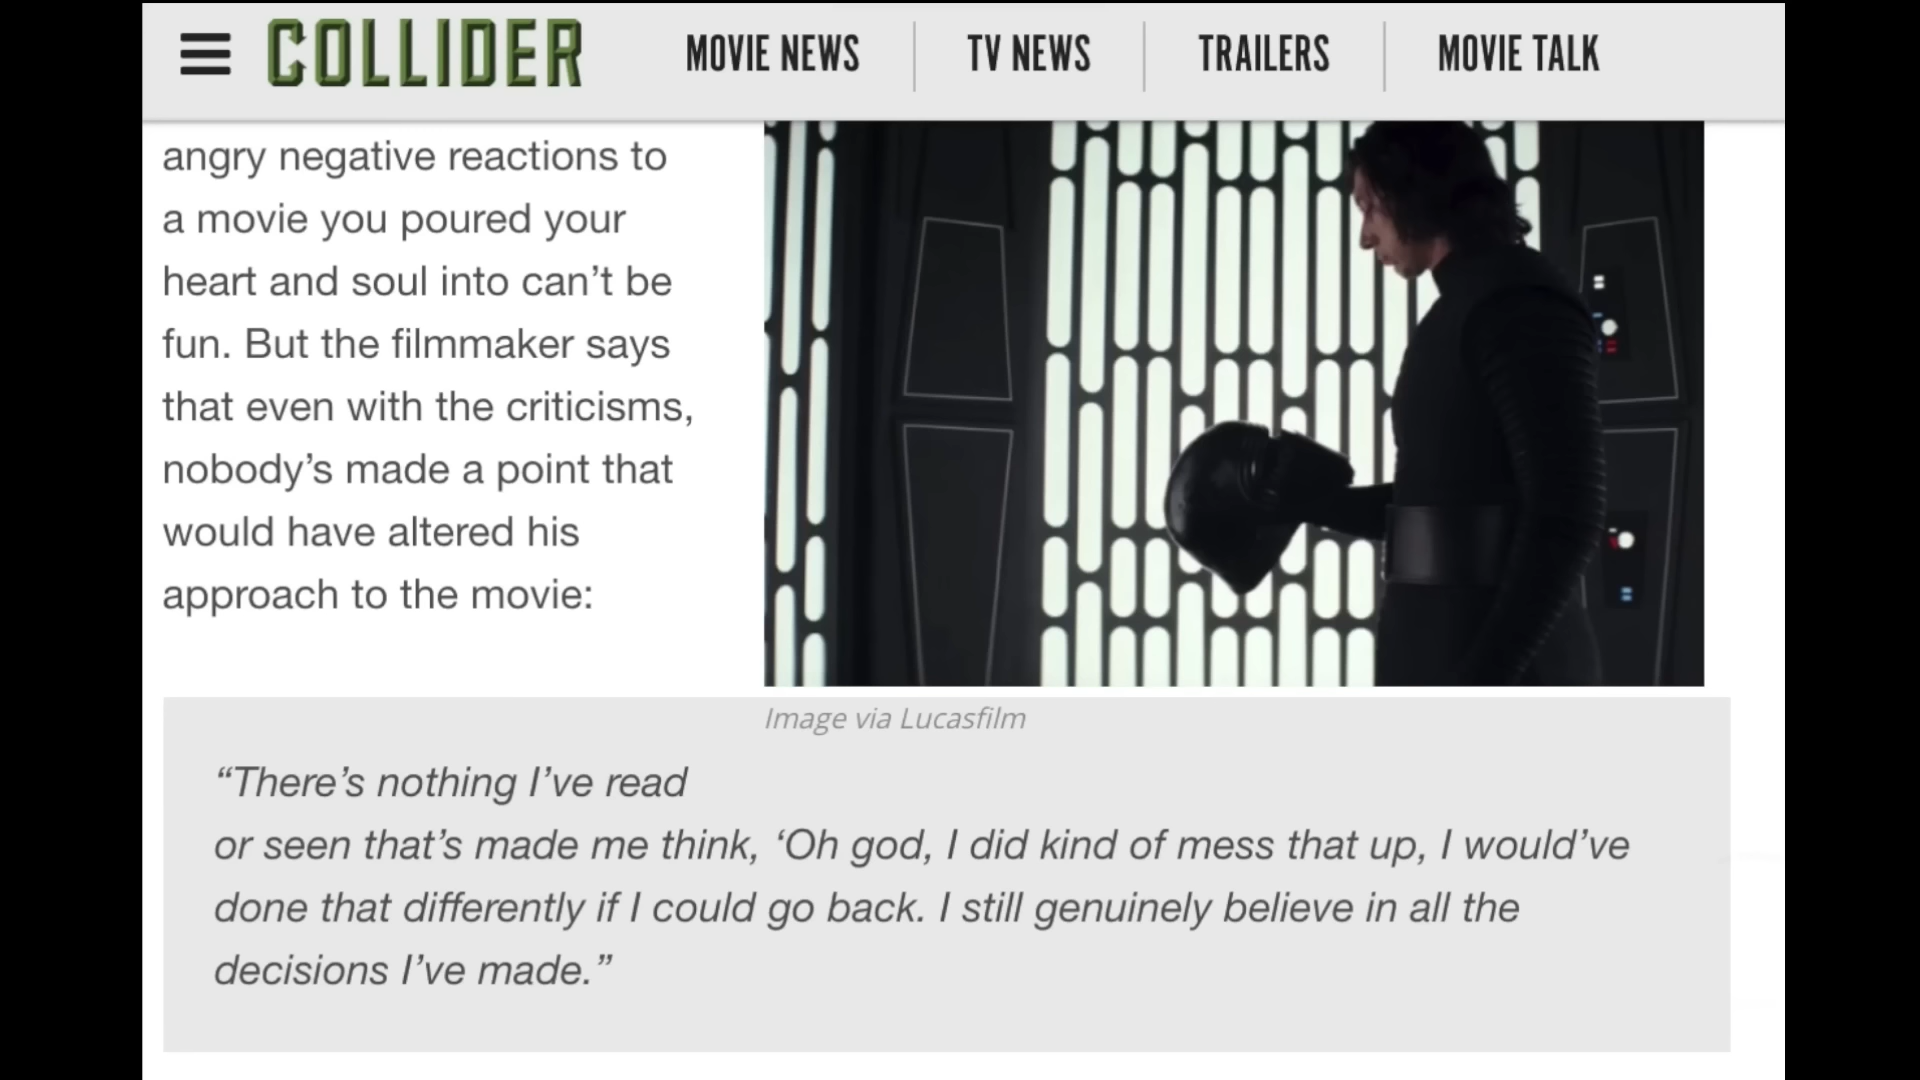 COLLIDER
MOVIE NEWS
TV NEWS
TRAILERS
MOVIE TALK
angry negative reactions to
a movie you poured your
heart and soul into can’t be
fun. But the filmmaker says
that even with the criticisms,
nobody’s made a point that
would have altered his
approach to the movie:
Image via Lucasfilm
“There’s nothing I’ve read
or seen that’s made me think, ‘Oh god, I did kind of mess that up, I would’ve
done that differently if I could go back. I still genuinely believe in all the
decisions I’ve made.”